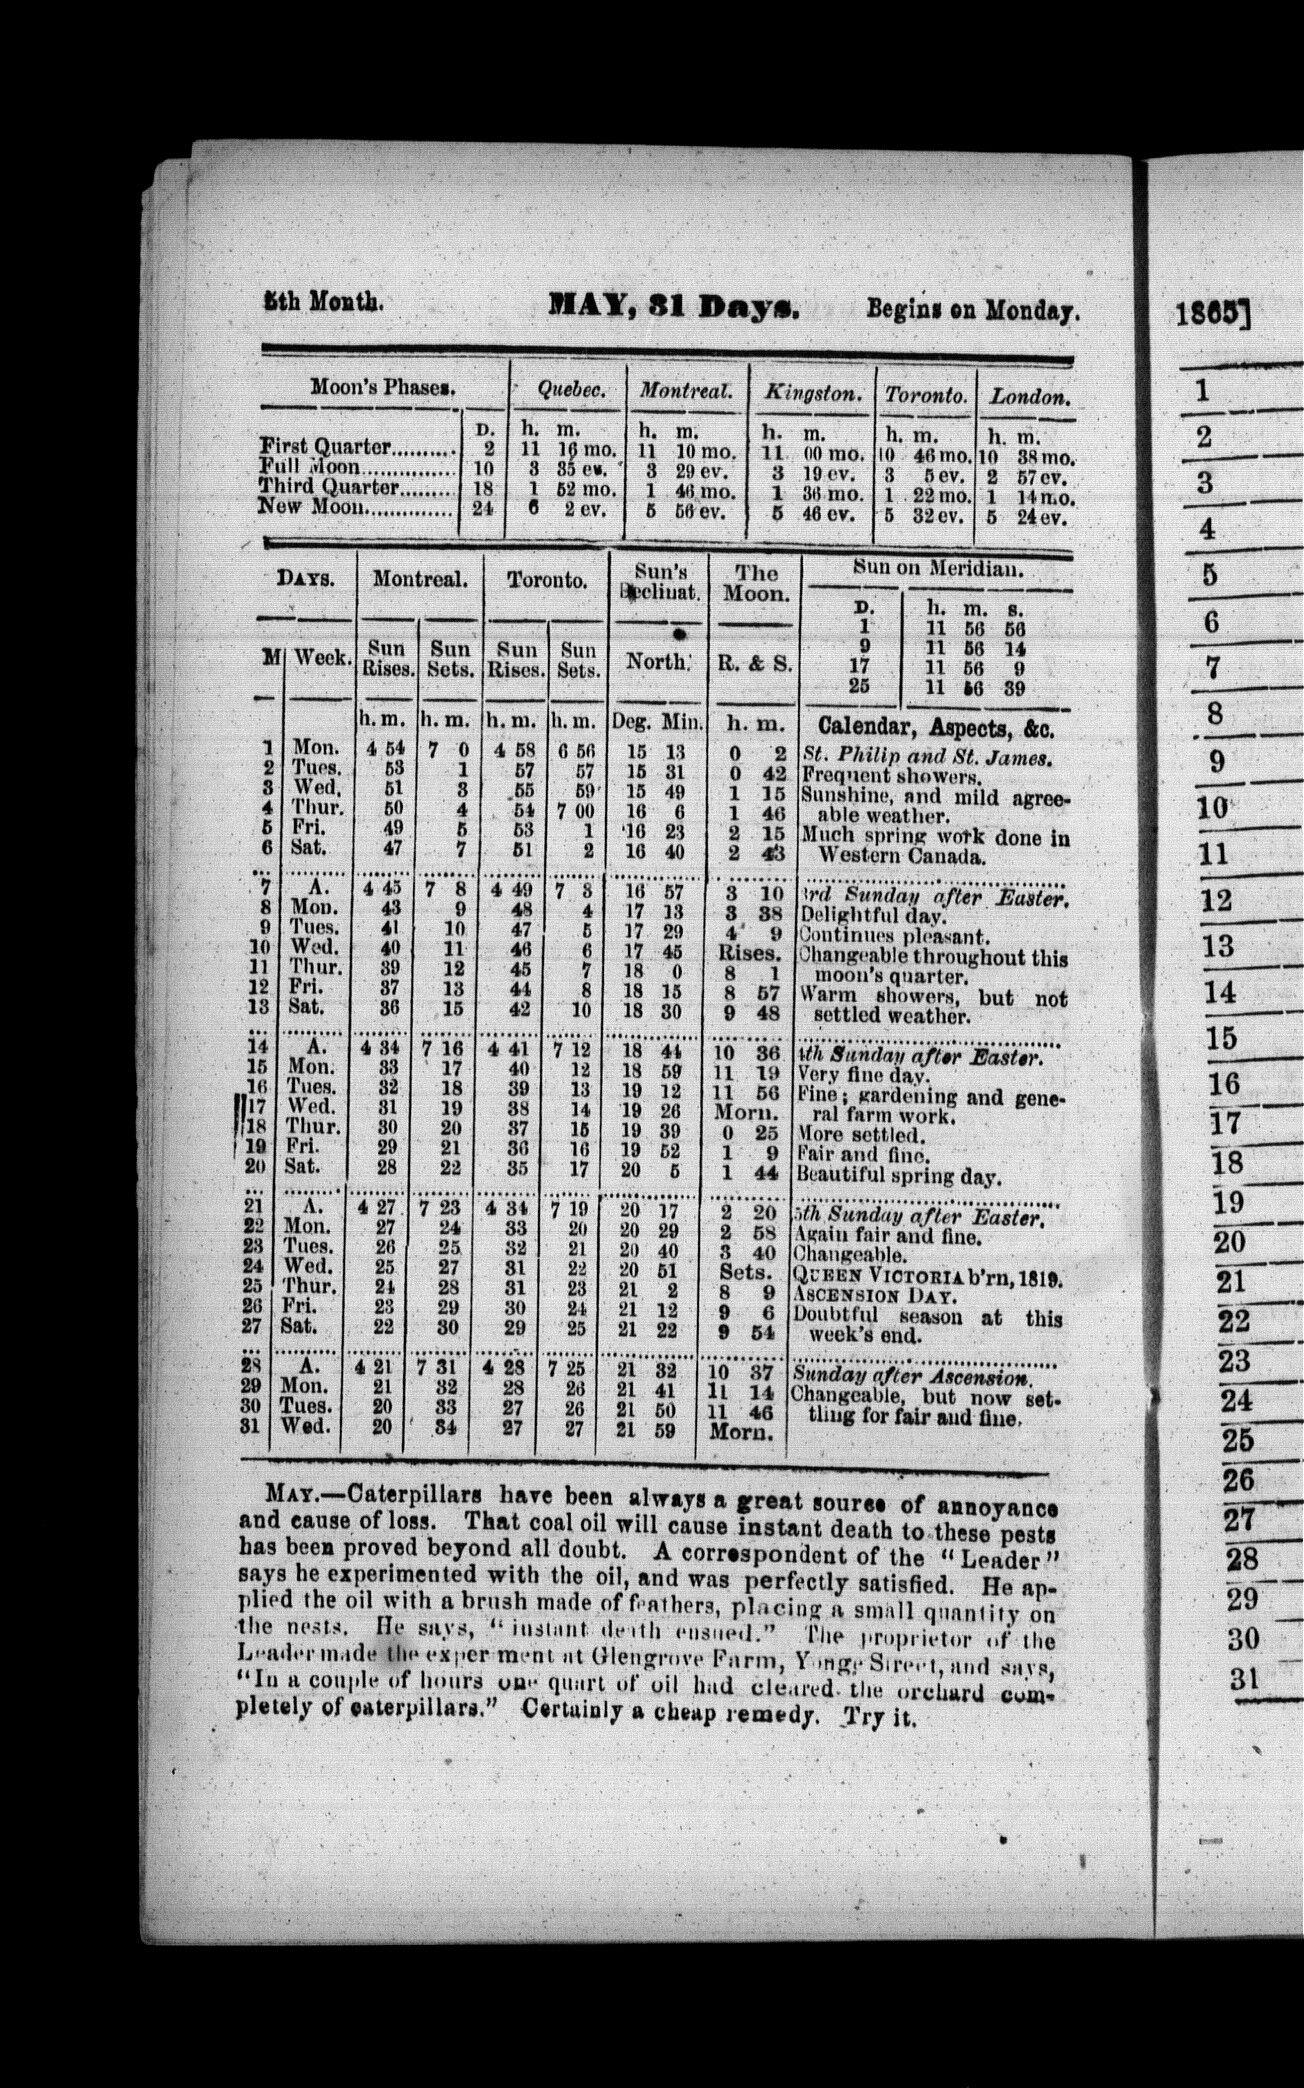 5th Month. MAY, 31 Days. Begins on Monday.
Moon's Phases. Quebec. Montreal. Kingston. Toronto. London.
D. h. m. h. m. h. m. h. m. h. m.
First Quarter.......... 2 11 16 mo. 11 10 mo. 11 00 mo. 10 46 mo. 10 38 mo.
Full Moon............... 10 3 35 ev. 3 29 ev. 3 19 ev. 3 5 ev. 2 57 ev.
Third Quarter......... 18 1 52 mo. 1 46 mo. 1 36 mo. 1 22 mo. 1 14 mo.
New Moon.............. 24 6 2 ev. 5 56 ev. 5 46 ev. 5 32 ev. 5 24 ev.
DAYS. Montreal. Toronto. Sun's Declinat. The Moon. Sun on Meridian.
D. h. m. s.
1 11 56 56
9 11 56 14
17 11 56 9
25 11 56 39
M Week. Sun Rises. Sun Sets. Sun Rises. Sun Sets. North. R. & S.
h. m. h. m. h. m. h. m. Deg. Min. h. m. Calendar, Aspects, &c.
1 Mon. 4 54 7 0 4 58 6 56 15 13 0 2 St. Philip and St. James.
2 Tues. 53 1 57 57 15 31 0 42 Frequent showers.
3 Wed. 51 3 55 59 15 49 1 15 Sunshine, and mild agree-
4 Thur. 50 4 54 7 00 16 6 1 46 able weather.
5 Fri. 49 5 53 1 16 23 2 15 Much spring work done in
6 Sat. 47 7 51 2 16 40 2 43 Western Canada.
7 A. 4 45 7 8 4 49 7 3 16 57 3 10 3rd Sunday after Easter.
8 Mon. 43 9 48 4 17 13 3 38 Delightful day.
9 Tues. 41 10 47 5 17 29 4 9 Continues pleasant.
10 Wed. 40 11 46 6 17 45 Rises. Changeable throughout this
11 Thur. 39 12 45 7 18 0 8 1 moon's quarter.
12 Fri. 37 13 44 8 18 15 8 57 Warm showers, but not
13 Sat. 36 15 42 10 18 30 9 48 settled weather.
14 A. 4 34 7 16 4 41 7 12 18 44 10 36 4th Sunday after Easter.
15 Mon. 33 17 40 12 18 59 11 19 Very fine day.
16 Tues. 32 18 39 13 19 12 11 56 Fine; gardening and gene-
17 Wed. 31 19 38 14 19 26 Morn. ral farm work.
18 Thur. 30 20 37 15 19 39 0 25 More settled.
19 Fri. 29 21 36 16 19 52 1 9 Fair and fine.
20 Sat. 28 22 35 17 20 5 1 44 Beautiful spring day.
21 A. 4 27 7 23 4 34 7 19 20 17 2 20 5th Sunday after Easter.
22 Mon. 27 24 33 20 20 29 2 58 Again fair and fine.
23 Tues. 26 25 32 21 20 40 3 40 Changeable.
24 Wed. 25 27 31 22 20 51 Sets. QUEEN VICTORIA b'rn, 1819.
25 Thur. 24 28 31 23 21 2 8 9 ASCENSION DAY.
26 Fri. 23 29 30 24 21 12 9 6 Doubtful season at this
27 Sat. 22 30 29 25 21 22 9 54 week's end.
28 A. 4 21 7 31 4 28 7 25 21 32 10 37 Sunday after Ascension.
29 Mon. 21 32 28 26 21 41 11 14 Changeable, but now set-
30 Tues. 20 33 27 26 21 50 11 46 tling for fair and fine.
31 Wed. 20 34 27 27 21 59 Morn.
MAY.—Caterpillars have been always a great source of annoyance
and cause of loss. That coal oil will cause instant death to these pests
has been proved beyond all doubt. A correspondent of the "Leader"
says he experimented with the oil, and was perfectly satisfied. He ap-
plied the oil with a brush made of feathers, placing a small quantity on
the nests. He says, "instant death ensued." The proprietor of the
Leader made the experiment at Glengrove Farm, Yonge Street, and says,
"In a couple of hours one quart of oil had cleared the orchard com-
pletely of caterpillars." Certainly a cheap remedy. Try it.
1865]
1
2
3
4
5
6
7
8
9
10
11
12
13
14
15
16
17
18
19
20
21
22
23
24
25
26
27
28
29
30
31